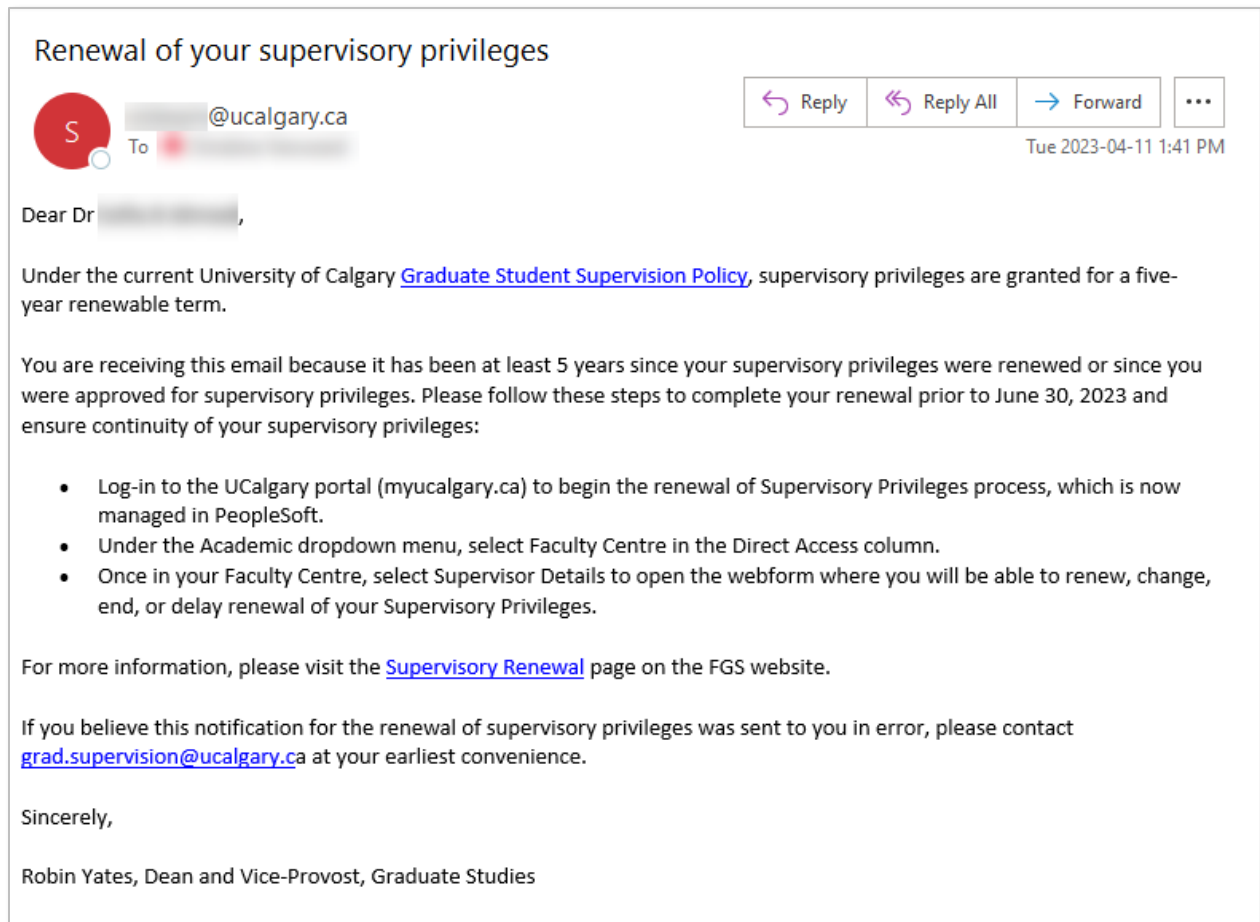 Renewal of your supervisory privileges
S
@ucalgary.ca
To
Reply
Reply All
Forward
...
Tue 2023-04-11 1:41 PM
Dear Dr ,
Under the current University of Calgary Graduate Student Supervision Policy, supervisory privileges are granted for a five-
year renewable term.
You are receiving this email because it has been at least 5 years since your supervisory privileges were renewed or since you
were approved for supervisory privileges. Please follow these steps to complete your renewal prior to June 30, 2023 and
ensure continuity of your supervisory privileges:
• Log-in to the UCalgary portal (myucalgary.ca) to begin the renewal of Supervisory Privileges process, which is now
managed in PeopleSoft.
• Under the Academic dropdown menu, select Faculty Centre in the Direct Access column.
• Once in your Faculty Centre, select Supervisor Details to open the webform where you will be able to renew, change,
end, or delay renewal of your Supervisory Privileges.
For more information, please visit the Supervisory Renewal page on the FGS website.
If you believe this notification for the renewal of supervisory privileges was sent to you in error, please contact
grad.supervision@ucalgary.ca at your earliest convenience.
Sincerely,
Robin Yates, Dean and Vice-Provost, Graduate Studies